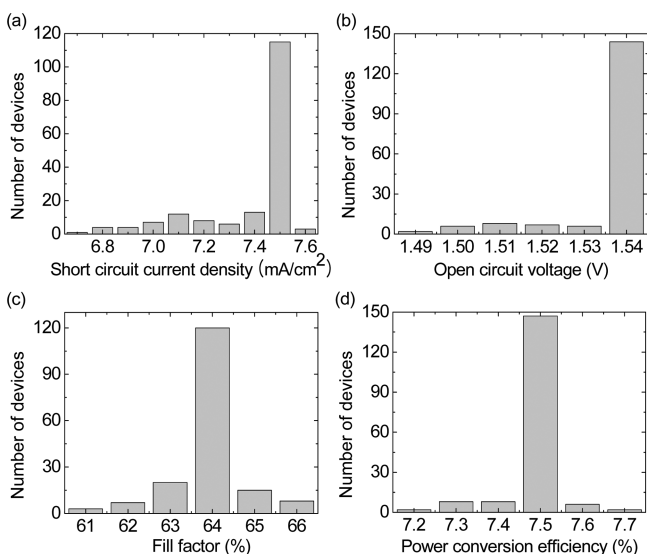 (a)
120
100
80
60
40
20
0
Number of devices
6.8 7.0 7.2 7.4 7.6
Short circuit current density (mA/cm²)
(b)
150
120
90
60
30
0
Number of devices
1.49 1.50 1.51 1.52 1.53 1.54
Open circuit voltage (V)
(c)
120
90
60
30
0
Number of devices
61 62 63 64 65 66
Fill factor (%)
(d)
150
120
90
60
30
0
Number of devices
7.2 7.3 7.4 7.5 7.6 7.7
Power conversion efficiency (%)